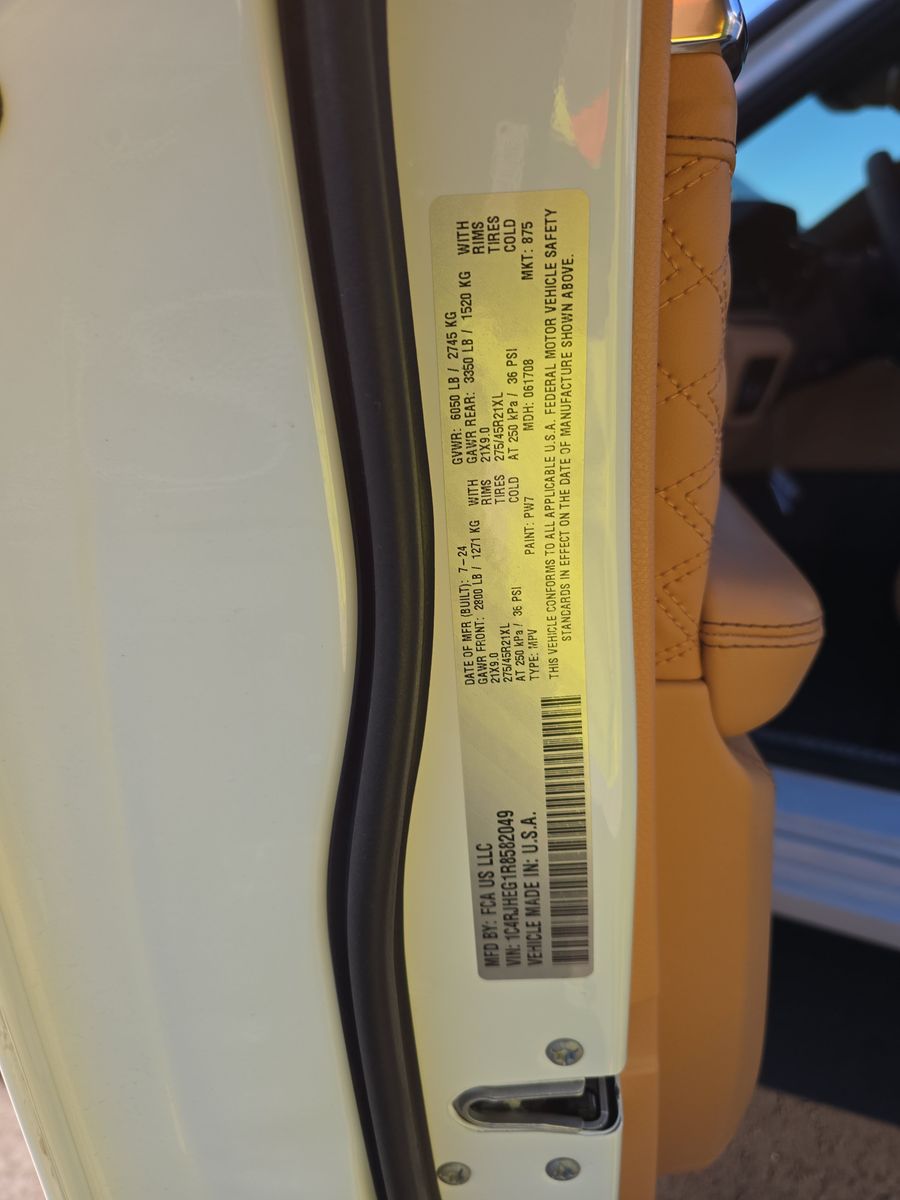 MFD BY: FCA US LLC
VIN: 1C4RJHEG1R8582049
VEHICLE MADE IN: U.S.A.
DATE OF MFR (BUILT): 7-24 GVWR: 6050 LB / 2745 KG
GAWR FRONT: 2800 LB / 1271 KG WITH GAWR REAR: 3350 LB / 1520 KG WITH
21X9.0 RIMS 21X9.0 RIMS
275/45R21XL TIRES 275/45R21XL TIRES
AT 250 kPa / 36 PSI COLD AT 250 kPa / 36 PSI COLD
TYPE: MPV PAINT: PW7 MDH: 061708 MKT: 875
THIS VEHICLE CONFORMS TO ALL APPLICABLE U.S.A. FEDERAL MOTOR VEHICLE SAFETY
STANDARDS IN EFFECT ON THE DATE OF MANUFACTURE SHOWN ABOVE.